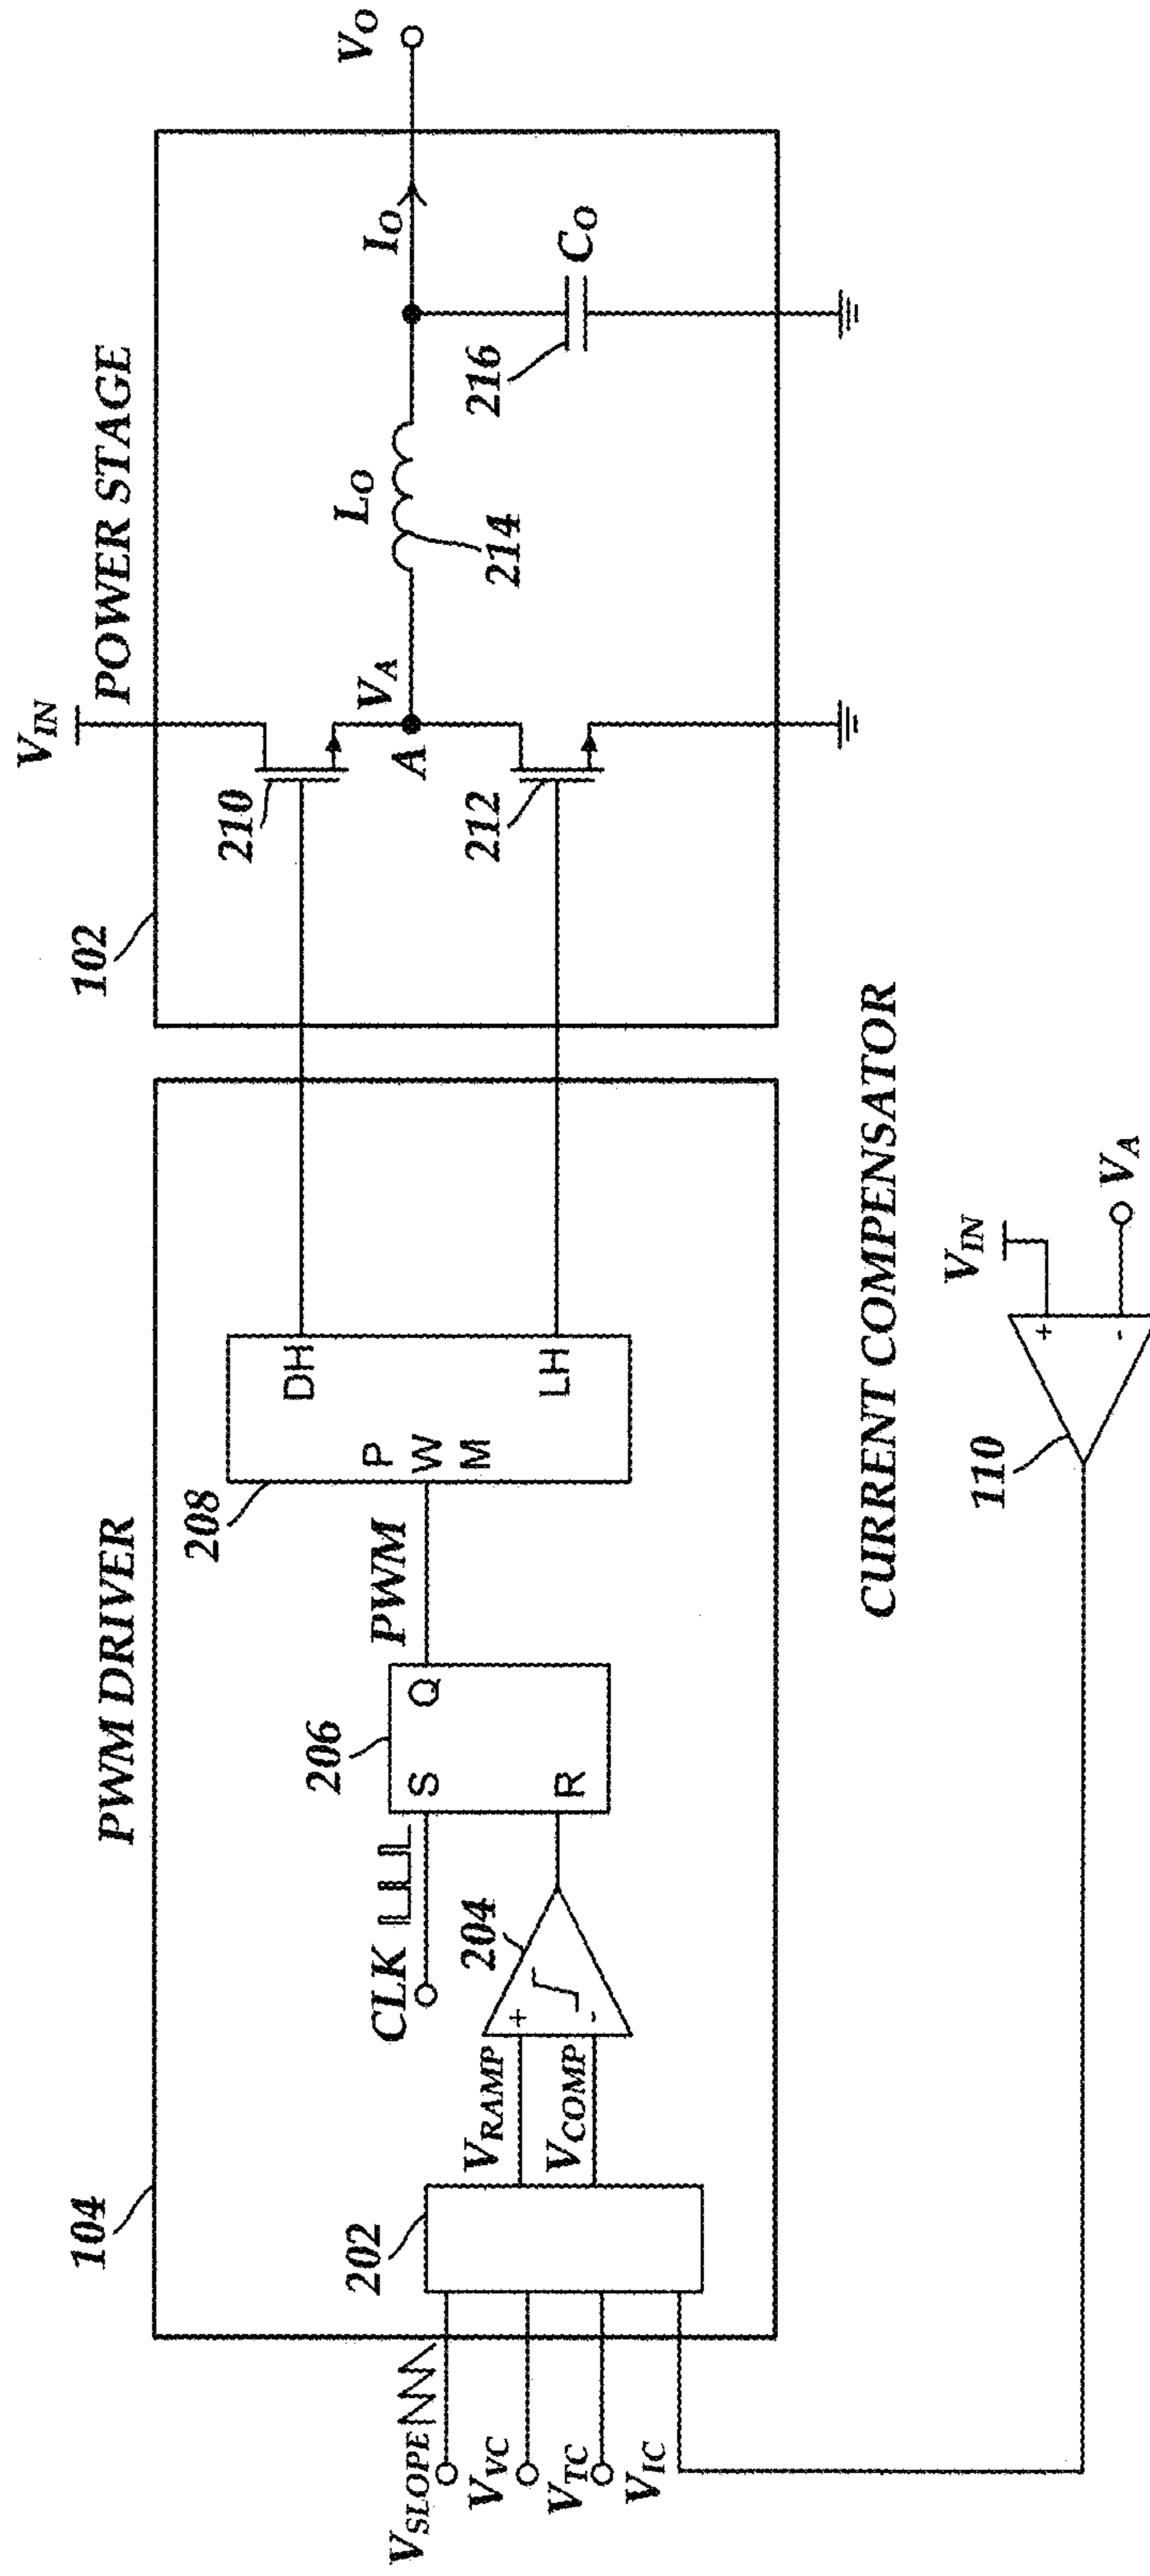 PWM DRIVER
POWER STAGE
104
102
V_SLOPE
V_VC
V_TC
V_IC
202
V_RAMP
V_COMP
+
-
204
CLK
S
R
Q
206
PWM
208
P
W
M
DH
LH
V_IN
210
V_A
A
212
L_O
214
I_O
216
C_O
V_O
CURRENT COMPENSATOR
110
V_IN
+
-
V_A